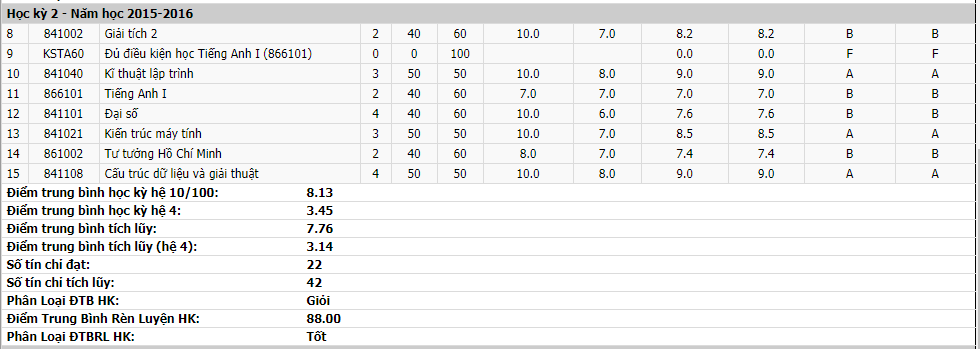 Học kỳ 2 - Năm học 2015-2016
8 841002 Giải tích 2 2 40 60 10.0 7.0 8.2 8.2 B B
9 KSTA60 Đủ điều kiện học Tiếng Anh I (866101) 0 0 100 0.0 0.0 F F
10 841040 Kĩ thuật lập trình 3 50 50 10.0 8.0 9.0 9.0 A A
11 866101 Tiếng Anh I 2 40 60 7.0 7.0 7.0 7.0 B B
12 841101 Đại số 4 40 60 10.0 6.0 7.6 7.6 B B
13 841021 Kiến trúc máy tính 3 50 50 10.0 7.0 8.5 8.5 A A
14 861002 Tư tưởng Hồ Chí Minh 2 40 60 8.0 7.0 7.4 7.4 B B
15 841108 Cấu trúc dữ liệu và giải thuật 4 50 50 10.0 8.0 9.0 9.0 A A
Điểm trung bình học kỳ hệ 10/100: 8.13
Điểm trung bình học kỳ hệ 4: 3.45
Điểm trung bình tích lũy: 7.76
Điểm trung bình tích lũy (hệ 4): 3.14
Số tín chỉ đạt: 22
Số tín chỉ tích lũy: 42
Phân Loại ĐTB HK: Giỏi
Điểm Trung Bình Rèn Luyện HK: 88.00
Phân Loại ĐTBRL HK: Tốt